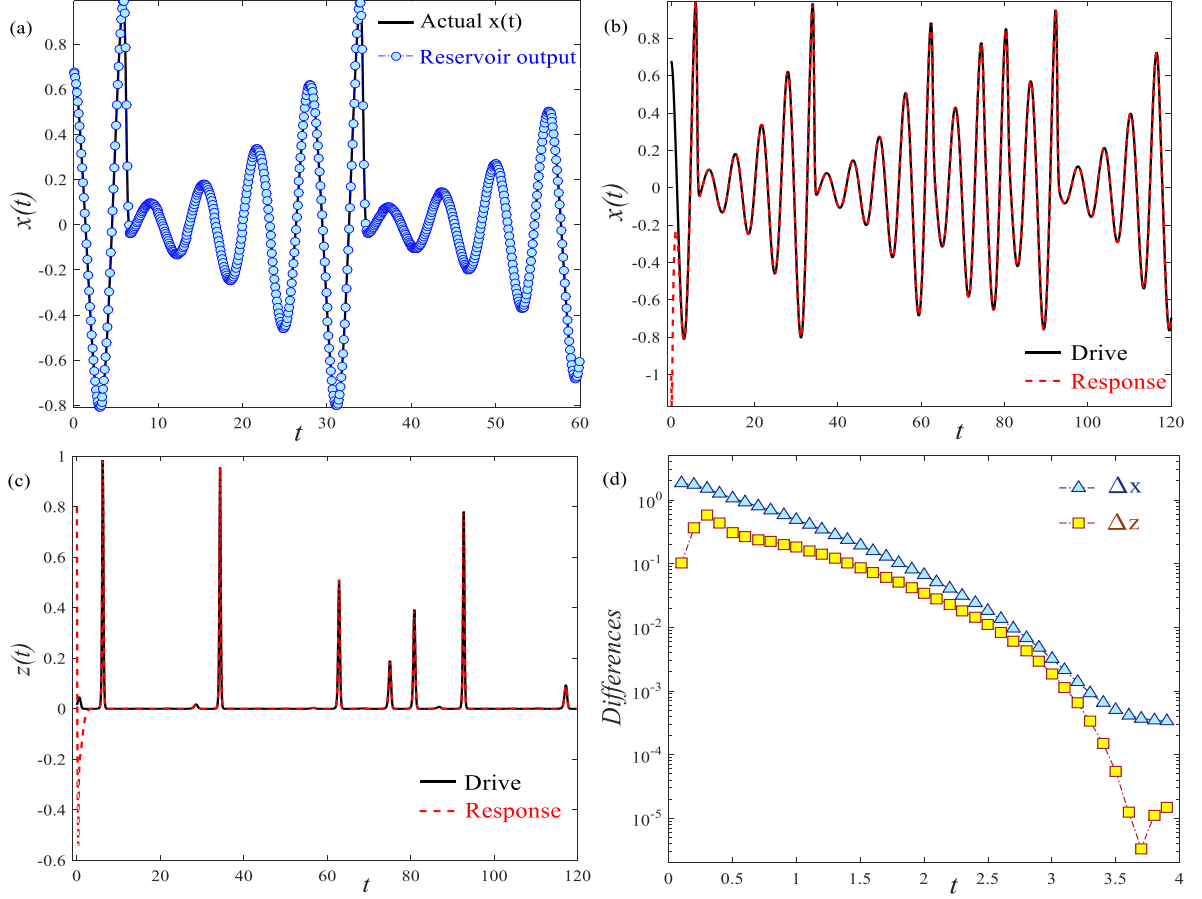 (a)
Actual x(t)
Reservoir output
x(t)
0.8
0.6
0.4
0.2
0
-0.2
-0.4
-0.6
-0.8
0 10 20 30 40 50 60
t
(b)
x(t)
0.8
0.6
0.4
0.2
0
-0.2
-0.4
-0.6
-0.8
-1
Drive
Response
0 20 40 60 80 100 120
t
(c)
z(t)
1
0.8
0.6
0.4
0.2
0
-0.2
-0.4
-0.6
Drive
Response
0 20 40 60 80 100 120
t
(d)
Δx
Δz
Differences
10^0
10^-1
10^-2
10^-3
10^-4
10^-5
0 0.5 1 1.5 2 2.5 3 3.5 4
t